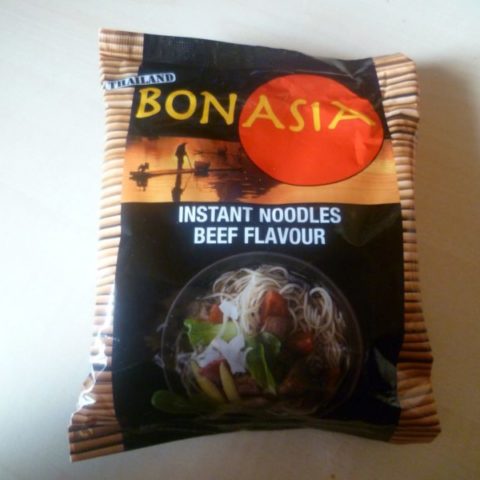 THAILAND
BONASIA
INSTANT NOODLES
BEEF FLAVOUR